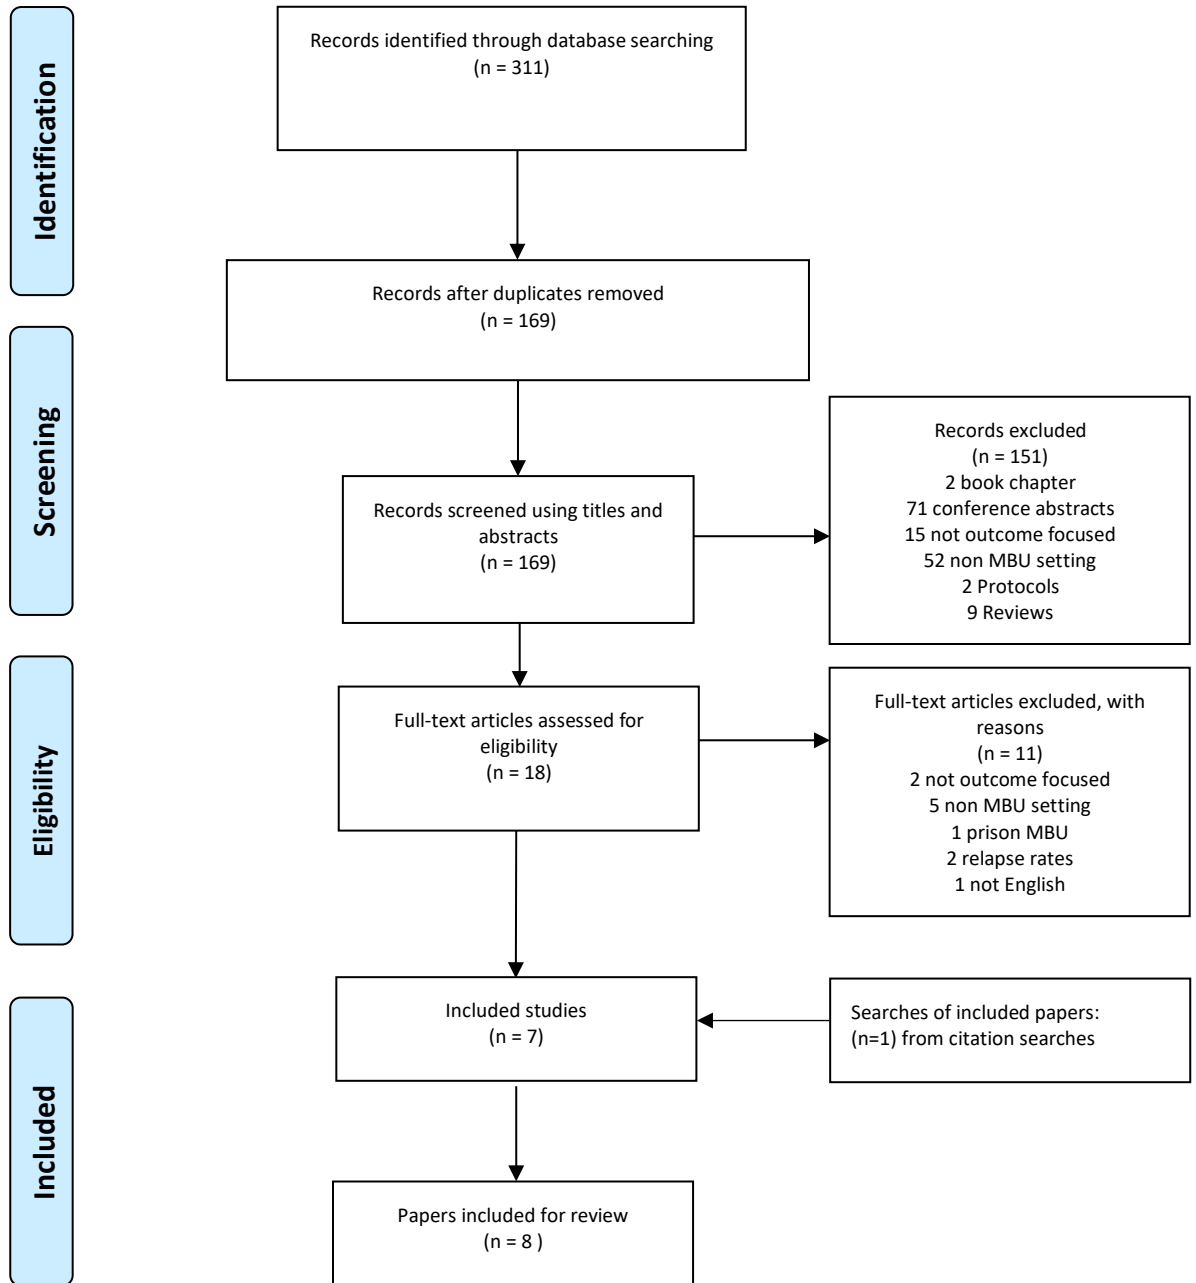 Identification
Records identified through database searching
(n = 311)
Records after duplicates removed
(n = 169)
Screening
Records screened using titles and
abstracts
(n = 169)
Records excluded
(n = 151)
2 book chapter
71 conference abstracts
15 not outcome focused
52 non MBU setting
2 Protocols
9 Reviews
Eligibility
Full-text articles assessed for
eligibility
(n = 18)
Full-text articles excluded, with
reasons
(n = 11)
2 not outcome focused
5 non MBU setting
1 prison MBU
2 relapse rates
1 not English
Included
Included studies
(n = 7)
Searches of included papers:
(n=1) from citation searches
Papers included for review
(n = 8 )